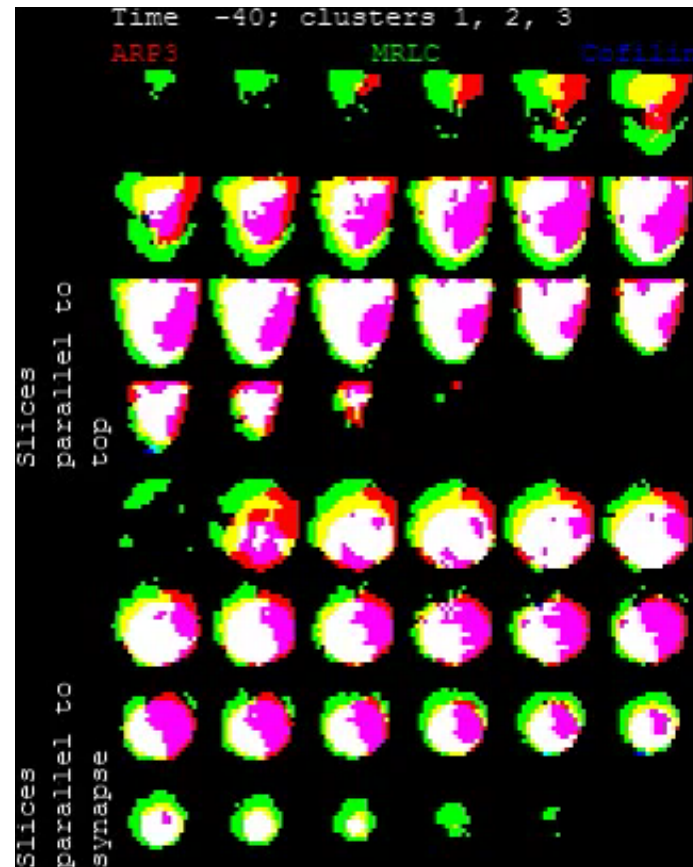 Time -40; clusters 1, 2, 3
ARP3 MRLC Cofilin
Slices
parallel to
top
Slices
parallel to
synapse